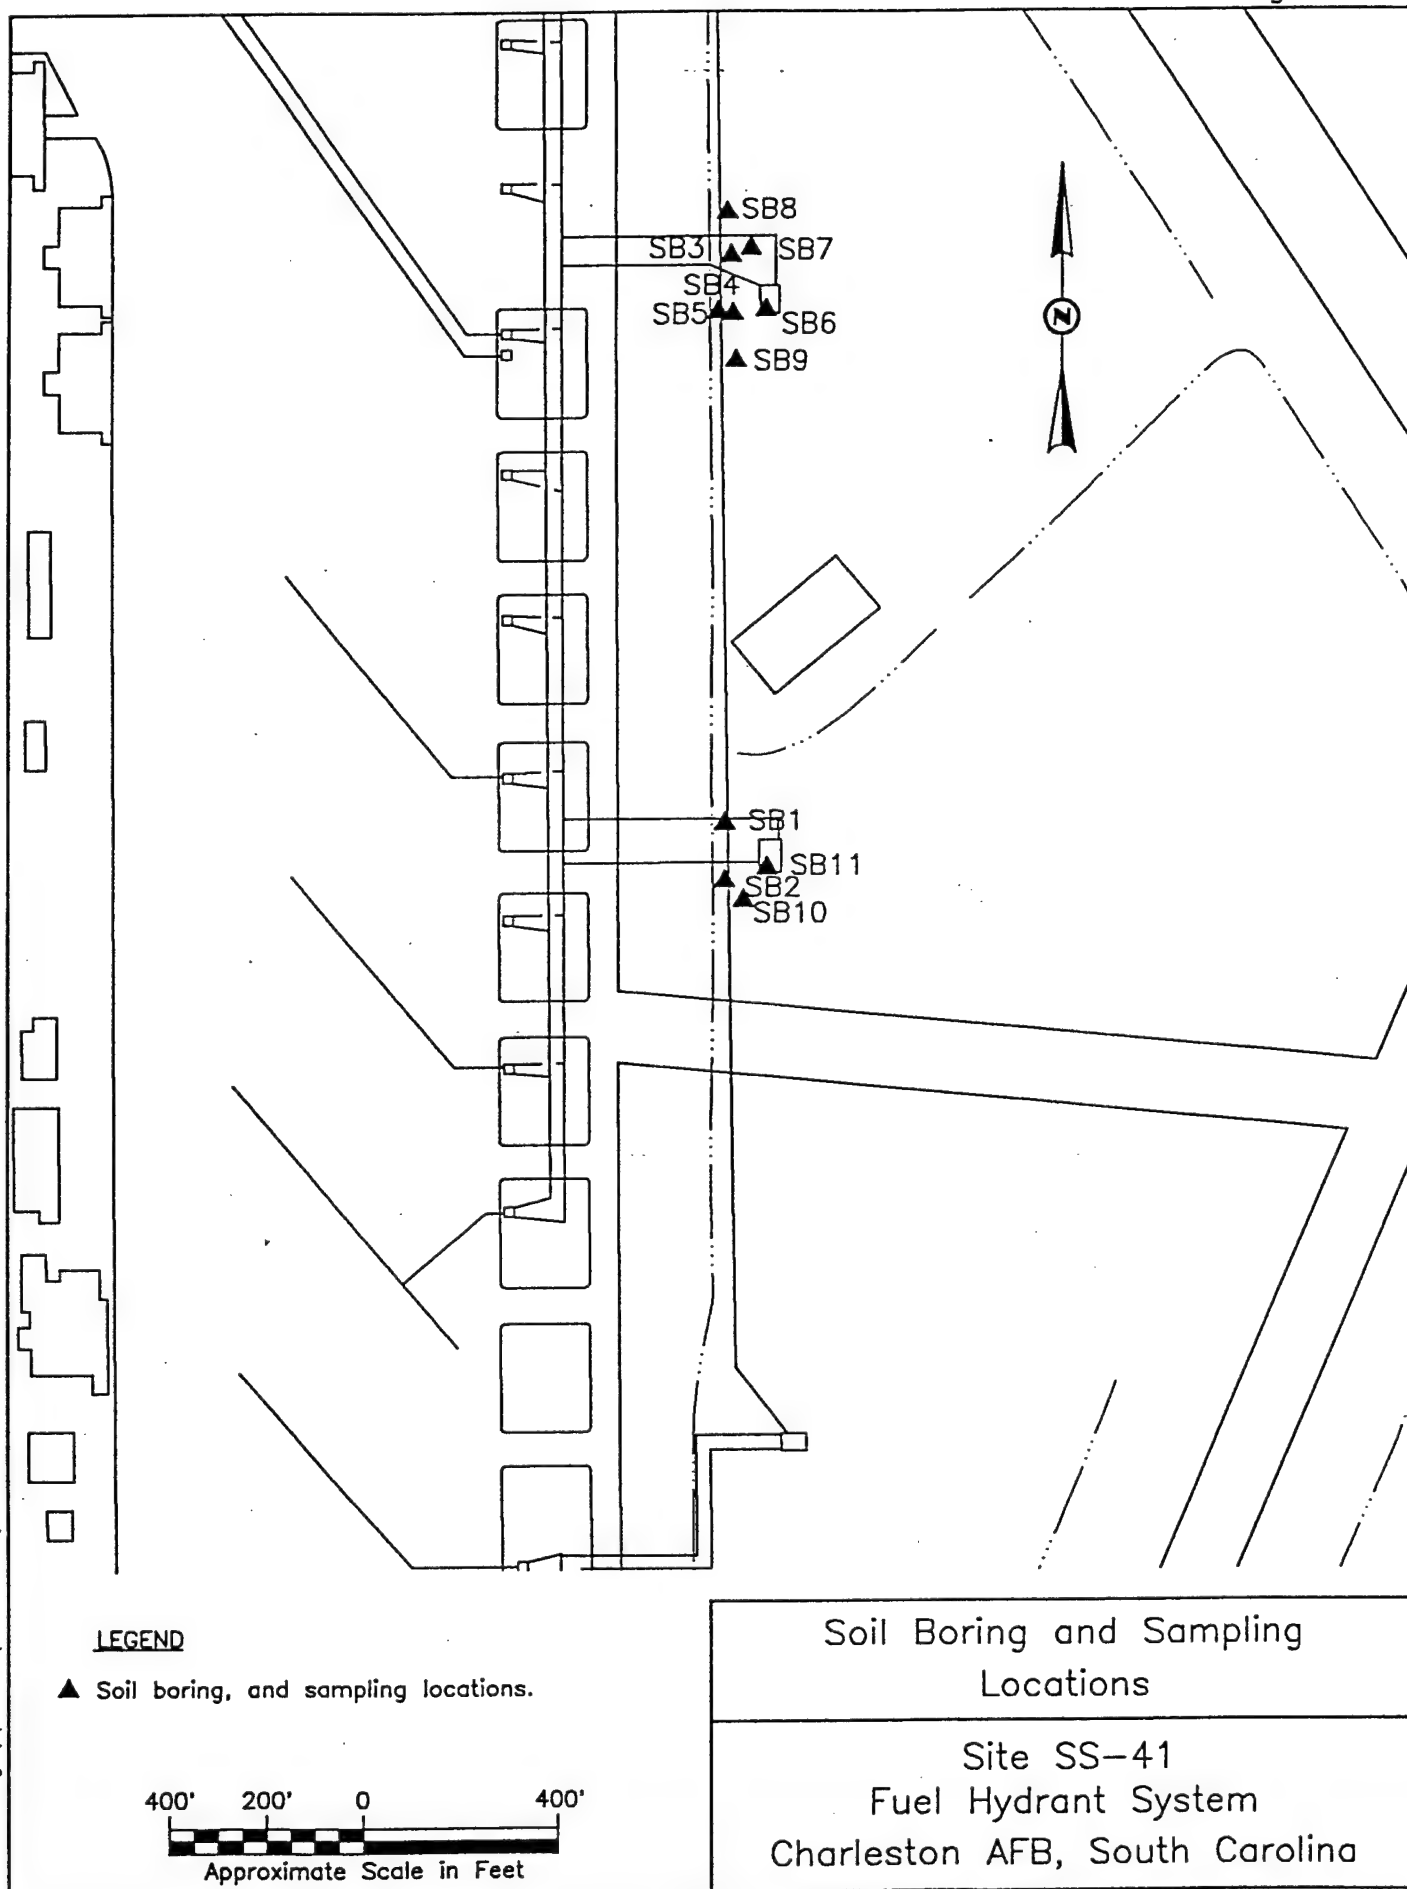 SB8
SB3
SB7
SB4
SB5
SB6
SB9
N
SB1
SB11
SB2
SB10
LEGEND
▲ Soil boring, and sampling locations.
400' 200' 0 400'
Approximate Scale in Feet
Soil Boring and Sampling
Locations
Site SS-41
Fuel Hydrant System
Charleston AFB, South Carolina